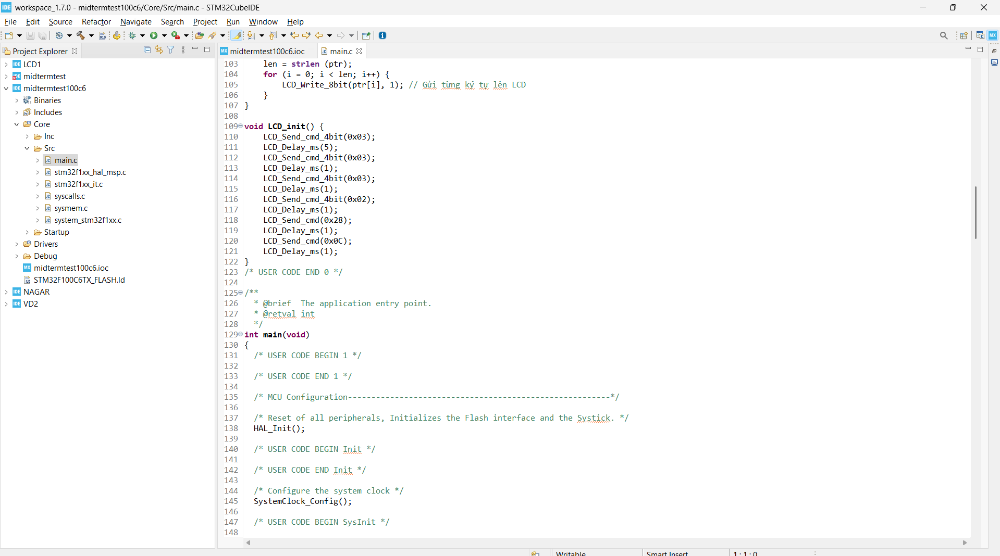 workspace_1.7.0 - midtermtest100c6/Core/Src/main.c - STM32CubeIDE
File Edit Source Refactor Navigate Search Project Run Window Help
Project Explorer
LCD1
midtermtest
midtermtest100c6
Binaries
Includes
Core
Inc
Src
main.c
stm32f1xx_hal_msp.c
stm32f1xx_it.c
syscalls.c
sysmem.c
system_stm32f1xx.c
Startup
Drivers
Debug
midtermtest100c6.ioc
STM32F100C6TX_FLASH.ld
NAGAR
VD2
midtermtest100c6.ioc main.c
103 len = strlen (ptr);
104 for (i = 0; i < len; i++) {
105 LCD_Write_8bit(ptr[i], 1); // Gửi từng ký tự lên LCD
106 }
107 }
108
109 void LCD_init() {
110 LCD_Send_cmd_4bit(0x03);
111 LCD_Delay_ms(5);
112 LCD_Send_cmd_4bit(0x03);
113 LCD_Delay_ms(1);
114 LCD_Send_cmd_4bit(0x03);
115 LCD_Delay_ms(1);
116 LCD_Send_cmd_4bit(0x02);
117 LCD_Delay_ms(1);
118 LCD_Send_cmd(0x28);
119 LCD_Delay_ms(1);
120 LCD_Send_cmd(0x0C);
121 LCD_Delay_ms(1);
122 }
123 /* USER CODE END 0 */
124
125 /**
126 * @brief The application entry point.
127 * @retval int
128 */
129 int main(void)
130 {
131 /* USER CODE BEGIN 1 */
132
133 /* USER CODE END 1 */
134
135 /* MCU Configuration--------------------------------------------------------*/
136
137 /* Reset of all peripherals, Initializes the Flash interface and the Systick. */
138 HAL_Init();
139
140 /* USER CODE BEGIN Init */
141
142 /* USER CODE END Init */
143
144 /* Configure the system clock */
145 SystemClock_Config();
146
147 /* USER CODE BEGIN SysInit */
148
Writable Smart Insert 1 : 1 : 0